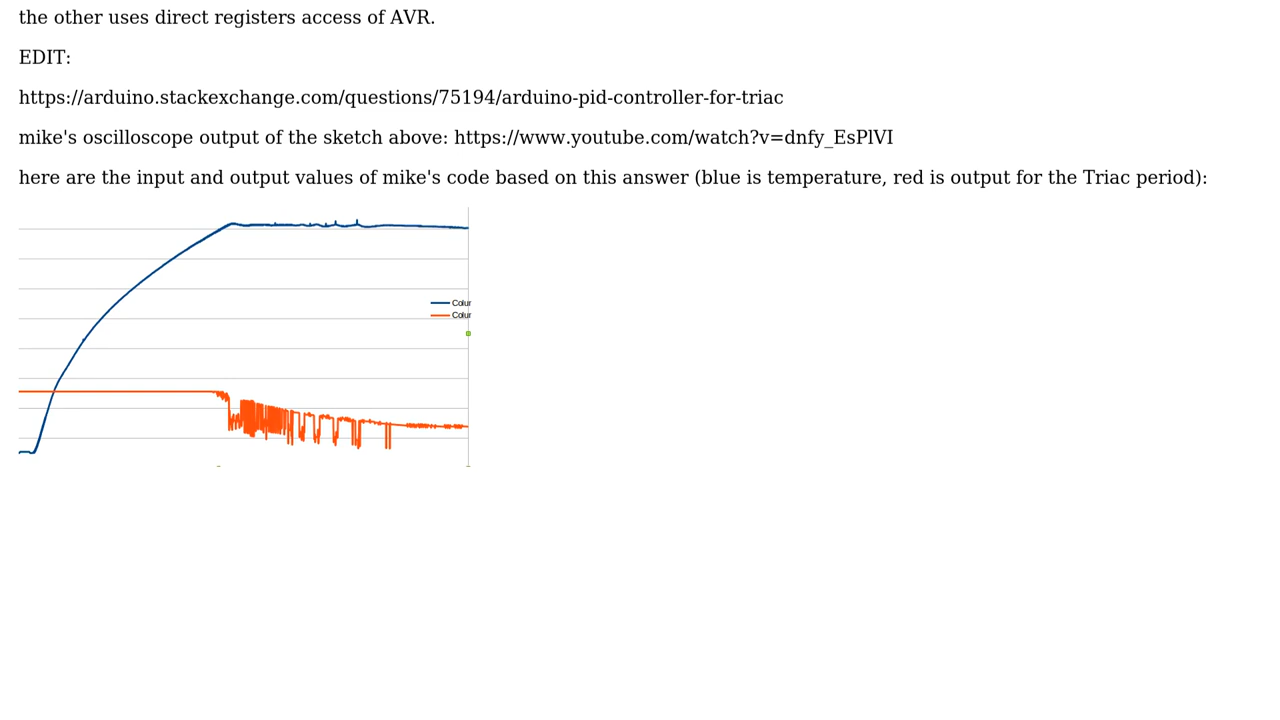 the other uses direct registers access of AVR.
EDIT:
https://arduino.stackexchange.com/questions/75194/arduino-pid-controller-for-triac
mike's oscilloscope output of the sketch above: https://www.youtube.com/watch?v=dnfy_EsPlVI
here are the input and output values of mike's code based on this answer (blue is temperature, red is output for the Triac period):
Colur
Colur